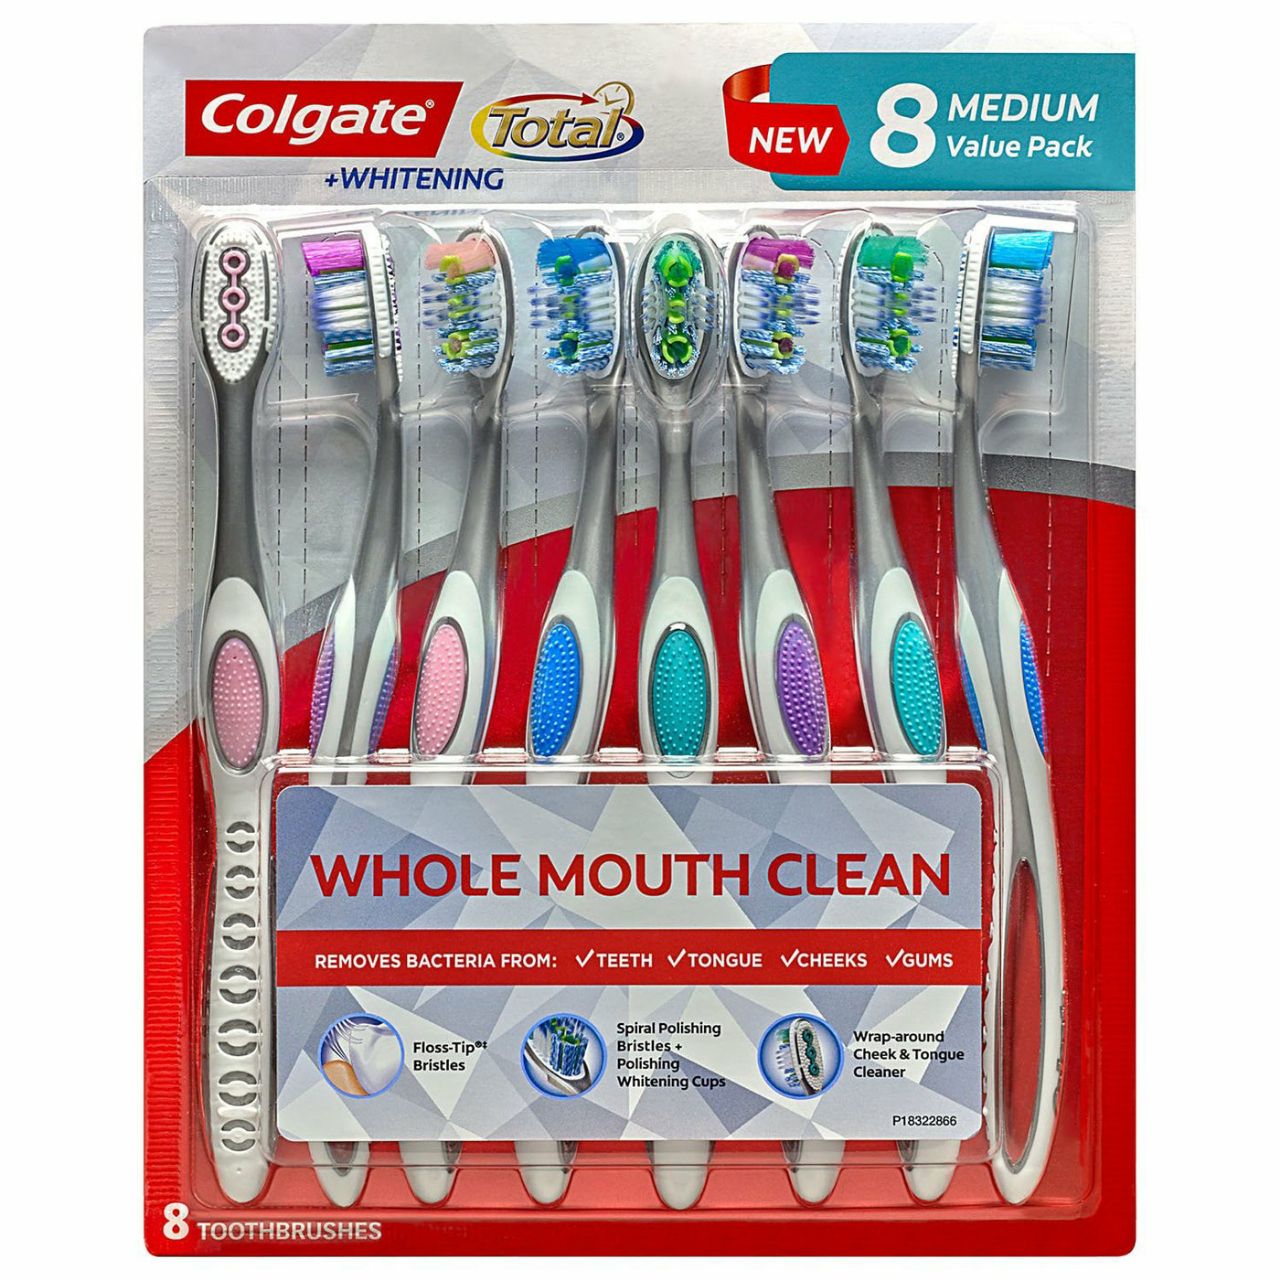 Colgate®
Total®
+WHITENING
NEW
8 MEDIUM
Value Pack
WHOLE MOUTH CLEAN
REMOVES BACTERIA FROM: ✓TEETH ✓TONGUE ✓CHEEKS ✓GUMS
Floss-Tip®‡
Bristles
Spiral Polishing
Bristles +
Polishing
Whitening Cups
Wrap-around
Cheek & Tongue
Cleaner
P18322866
8 TOOTHBRUSHES